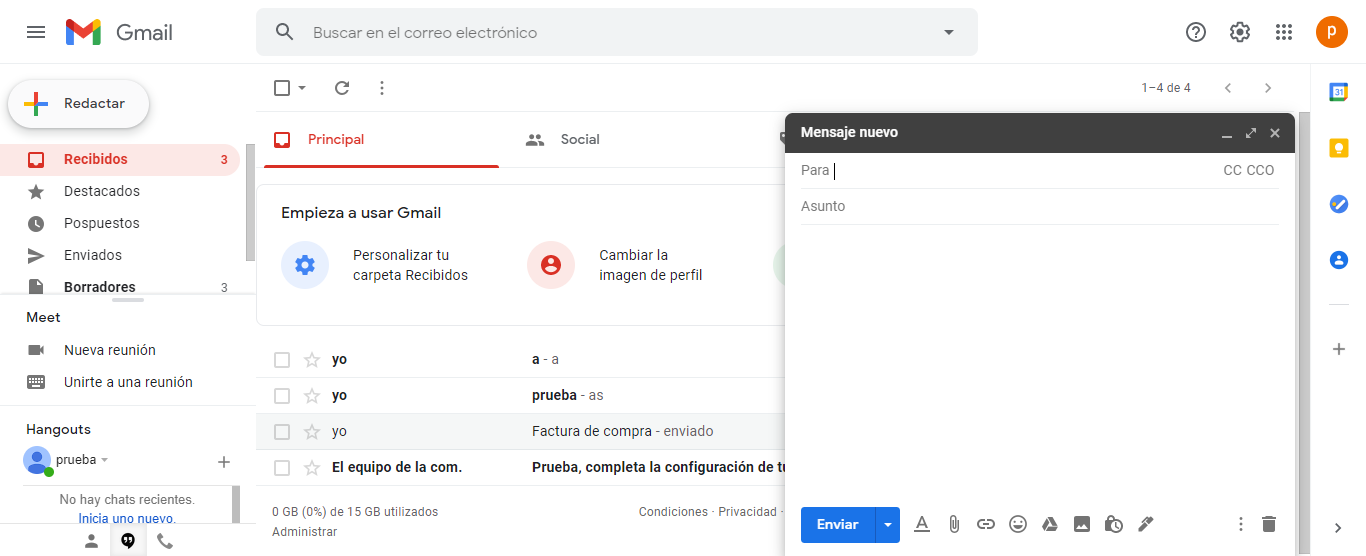 Gmail
Buscar en el correo electrónico
p
Redactar
1–4 de 4
31
Recibidos 3
Destacados
Pospuestos
Enviados
Borradores 3
Principal
Social
Empieza a usar Gmail
Personalizar tu
carpeta Recibidos
Cambiar la
imagen de perfil
Meet
Nueva reunión
Unirte a una reunión
Hangouts
prueba
No hay chats recientes.
Inicia uno nuevo.
yo a - a
yo prueba - as
yo Factura de compra - enviado
El equipo de la com. Prueba, completa la configuración de
0 GB (0%) de 15 GB utilizados
Administrar
Condiciones · Privacidad ·
Mensaje nuevo
Para CC CCO
Asunto
Enviar